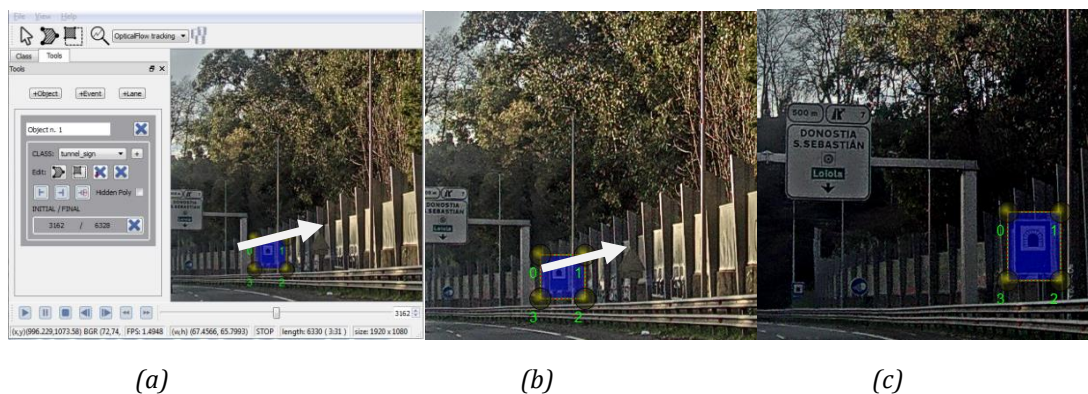 File View Help
OpticalFlow tracking
Class Tools
Tools
+Object +Event +Lane
Object n. 1
CLASS: tunnel_sign +
Edit:
Hidden Poly
INITIAL / FINAL
3162 / 6328
3162
(x,y)(996.229,1073.58) BGR (72,74, FPS: 1.4948 (w,h) (67.4566, 65.7993) STOP length: 6330 ( 3:31 ) size: 1920 x 1080
0
3 2
DONOSTIA
S.SEBASTIÁN
Loiola
0 1
3 2
500 m 7
DONOSTIA
S.SEBASTIÁN
Loiola
0 1
3 2
(a) (b) (c)